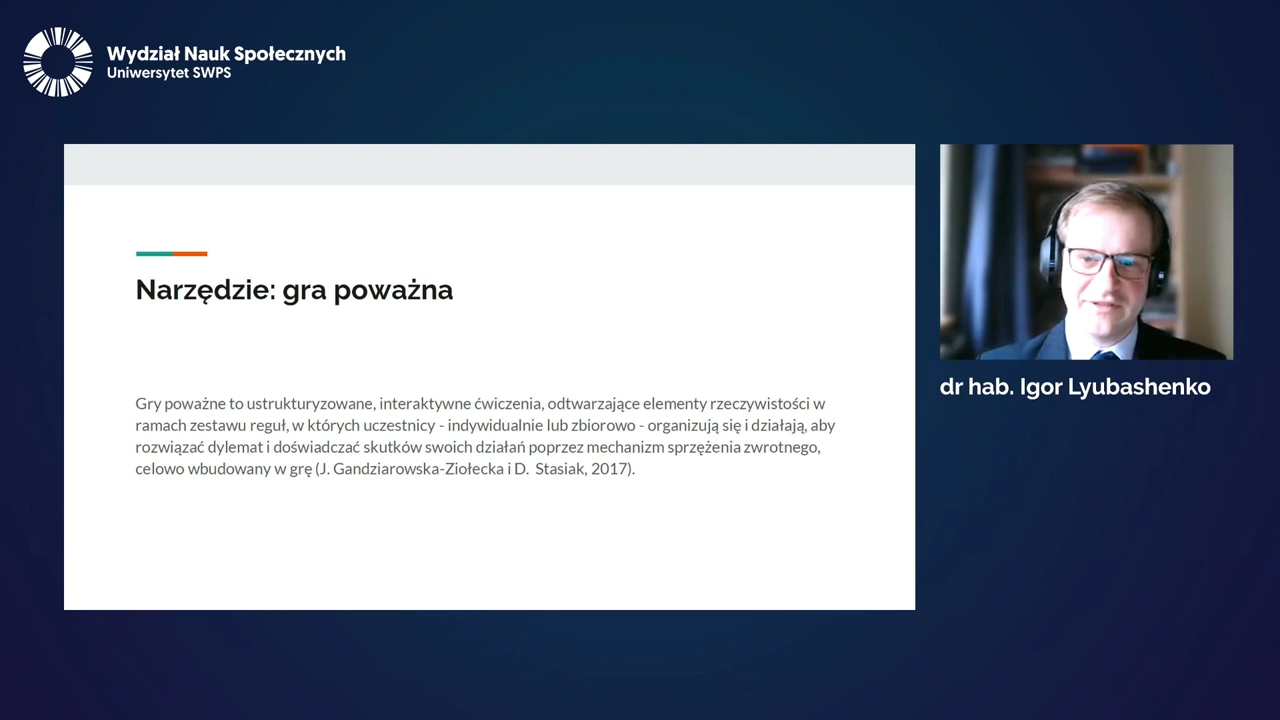 Wydział Nauk Społecznych
Uniwersytet SWPS
Narzędzie: gra poważna
Gry poważne to ustrukturyzowane, interaktywne ćwiczenia, odtwarzające elementy rzeczywistości w
ramach zestawu reguł, w których uczestnicy - indywidualnie lub zbiorowo - organizują się i działają, aby
rozwiązać dylemat i doświadczać skutków swoich działań poprzez mechanizm sprzężenia zwrotnego,
celowo wbudowany w grę (J. Gandziarowska-Ziołecka i D. Stasiak, 2017).
dr hab. Igor Lyubashenko